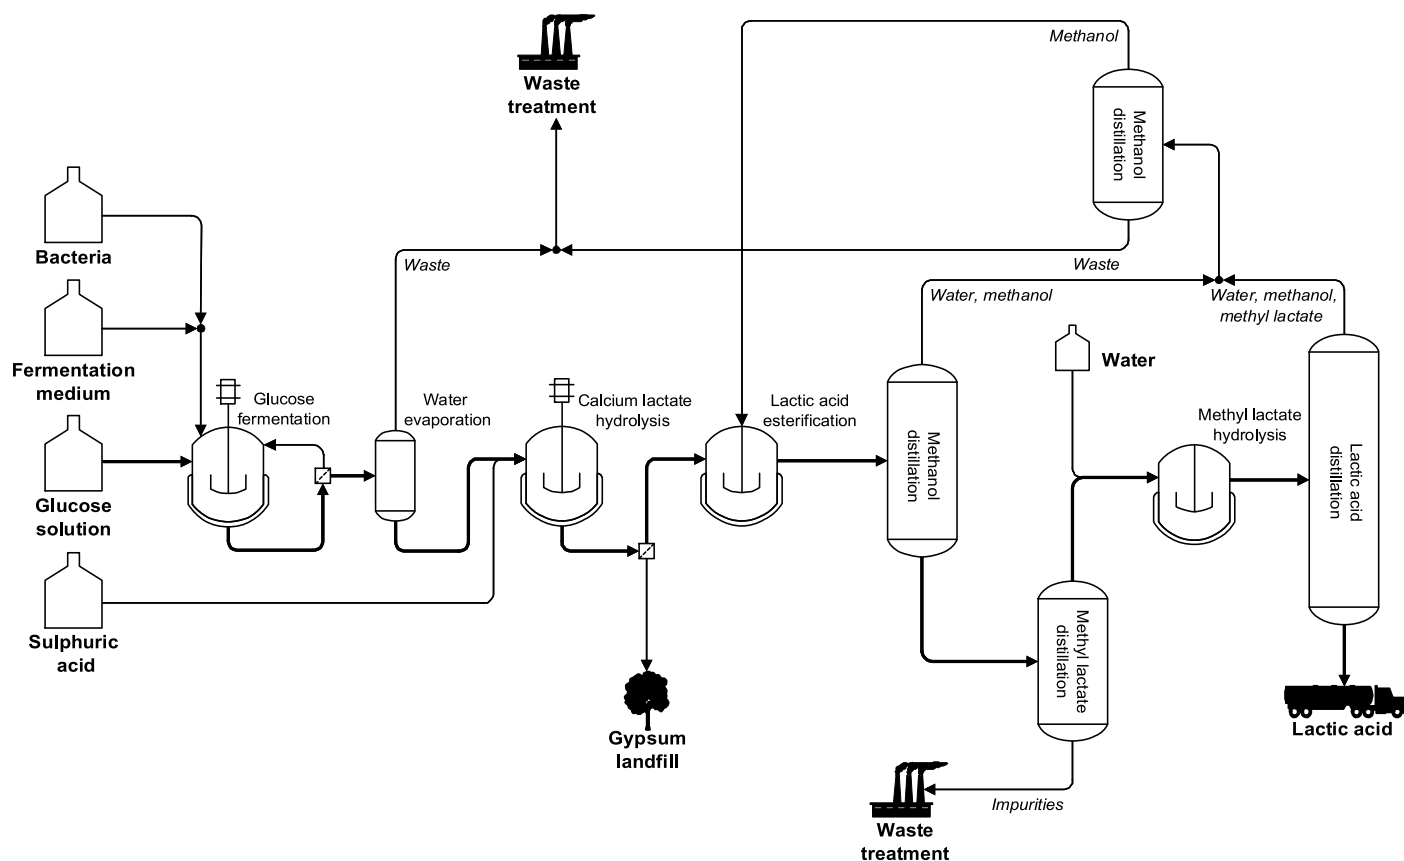 Methanol
Waste
treatment
Methanol
distillation
Bacteria
Waste
Waste
Water, methanol
Water, methanol,
methyl lactate
Fermentation
medium
Water
Glucose
fermentation
Water
evaporation
Calcium lactate
hydrolysis
Lactic acid
esterification
Methyl lactate
hydrolysis
Methanol
distillation
Lactic acid
distillation
Glucose
solution
Sulphuric
acid
Methyl lactate
distillation
Gypsum
landfill
Lactic acid
Impurities
Waste
treatment